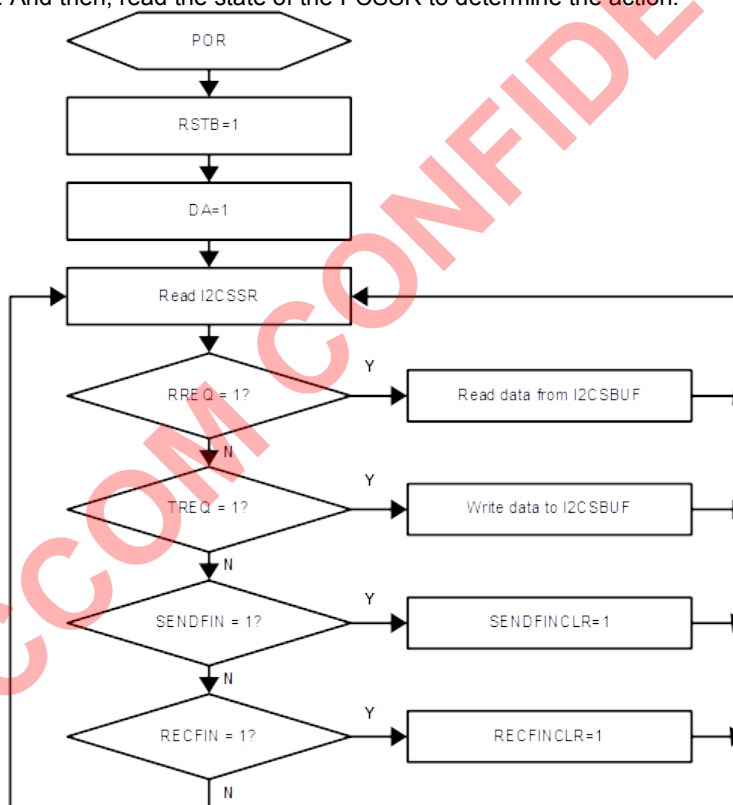 . And then, read the state of the I²CSSR to determine the action.
POR
RSTB=1
DA=1
Read I2CSSR
RREQ = 1?
Y
Read data from I2CSBUF
N
TREQ = 1?
Y
Write data to I2CSBUF
N
SENDFIN = 1?
Y
SENDFINCLR=1
N
RECFIN = 1?
Y
RECFINCLR=1
N
CCOM CONFIDE